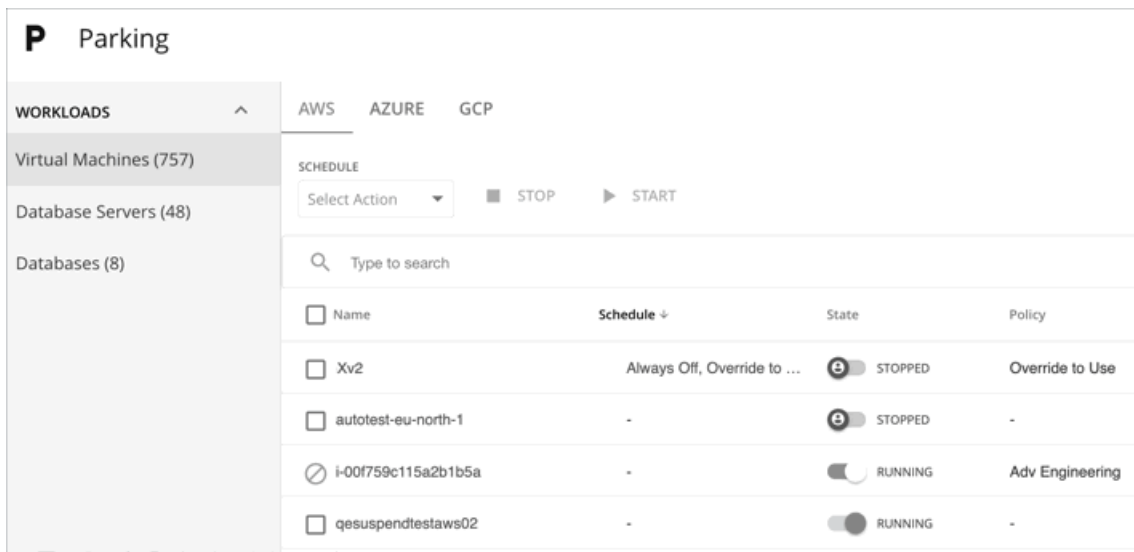 P Parking
WORKLOADS
Virtual Machines (757)
Database Servers (48)
Databases (8)
AWS AZURE GCP
SCHEDULE
Select Action STOP START
Type to search
Name Schedule State Policy
Xv2 Always Off, Override to ... STOPPED Override to Use
autotest-eu-north-1 - STOPPED -
i-00f759c115a2b1b5a - RUNNING Adv Engineering
qesuspendtestaws02 - RUNNING -